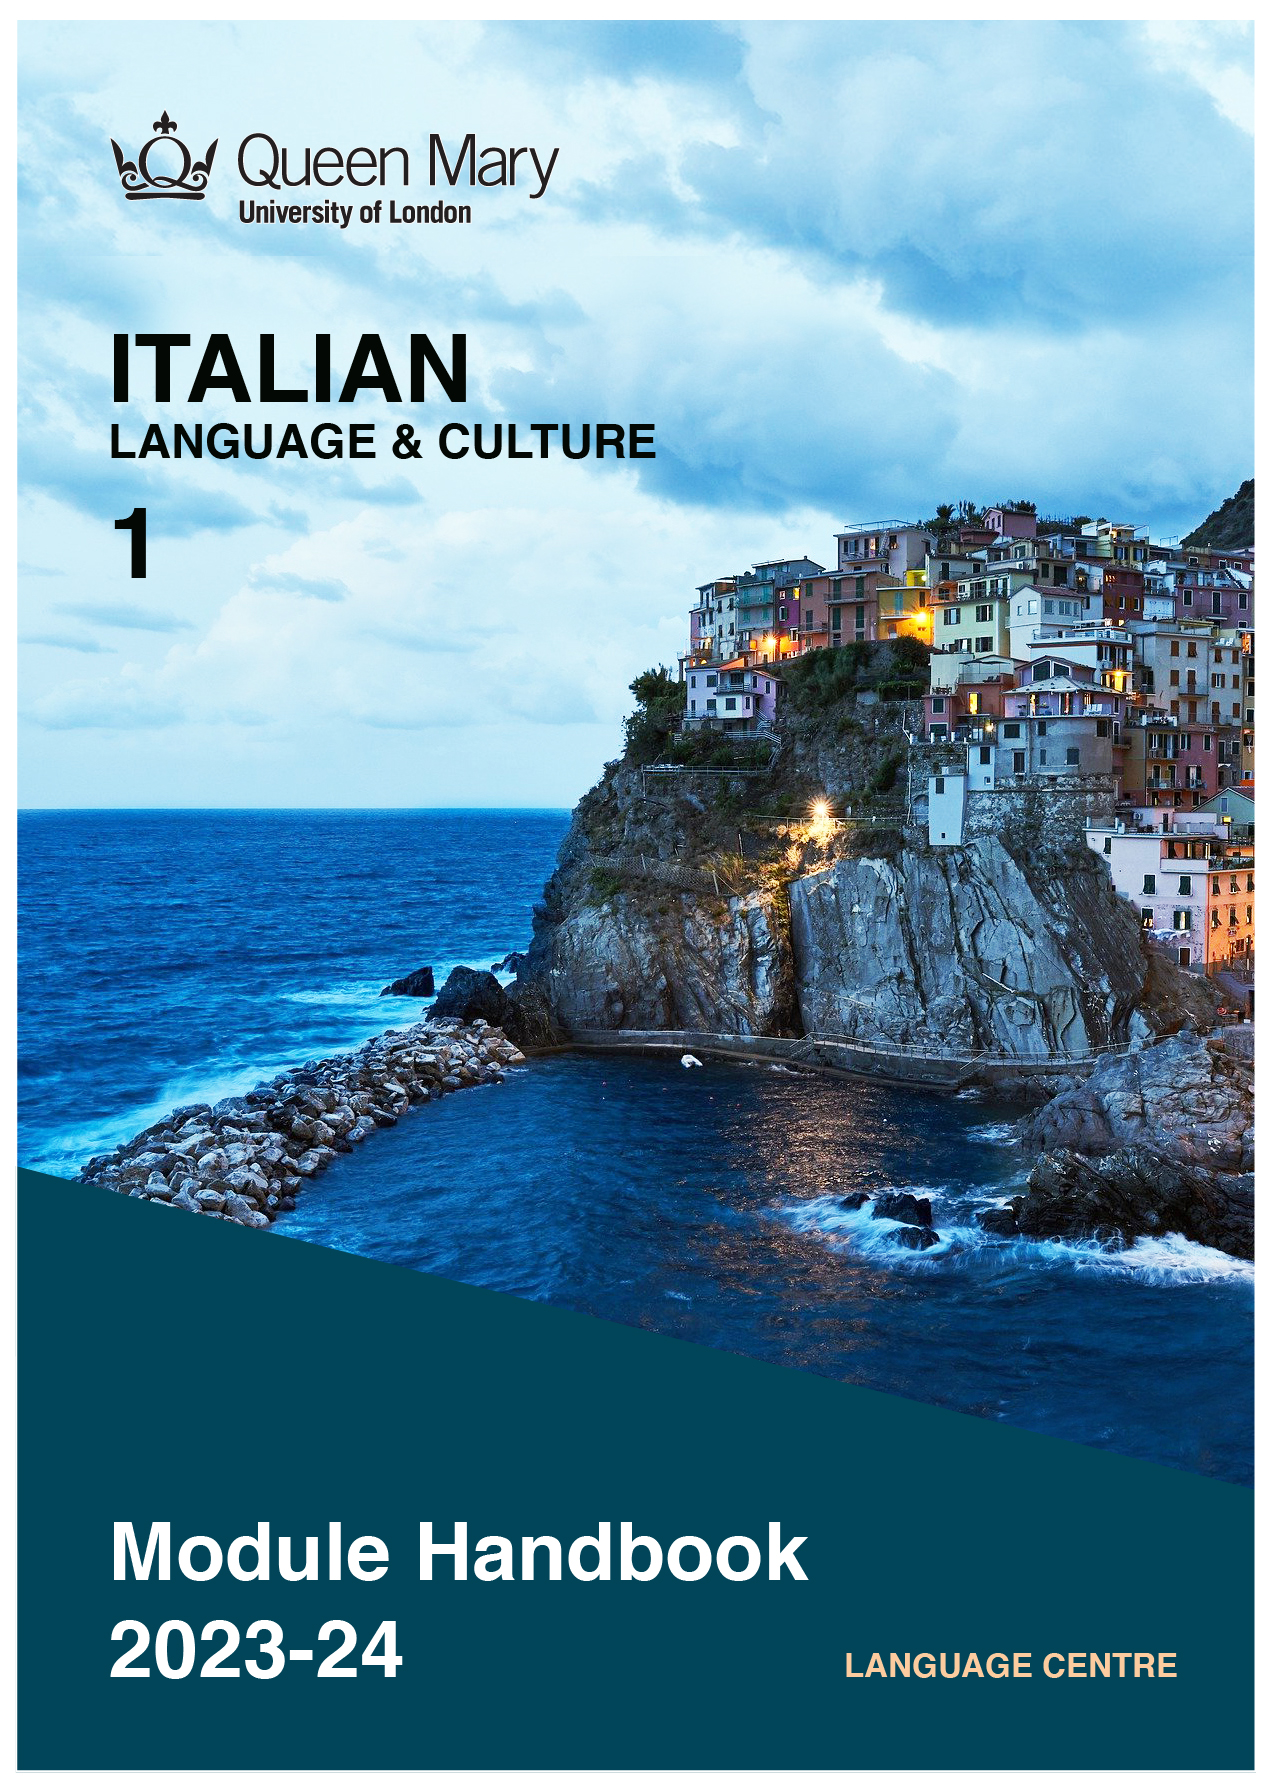 Queen Mary
University of London
ITALIAN
LANGUAGE & CULTURE
1
Module Handbook
2023-24
LANGUAGE CENTRE